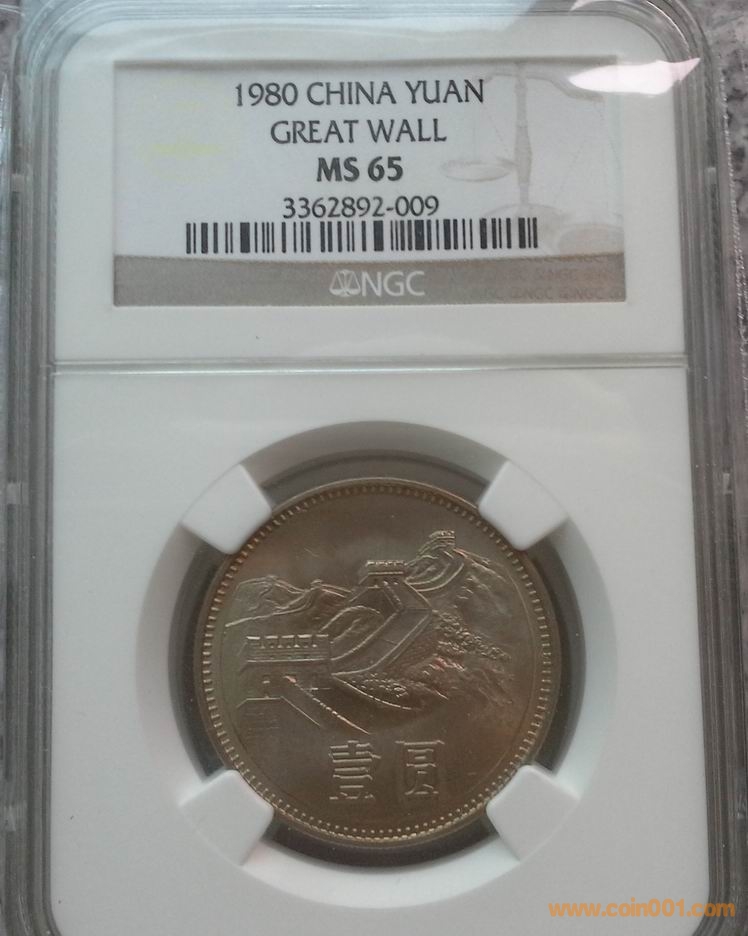 1980 CHINA YUAN
GREAT WALL
MS 65
3362892-009
NGC
壹圆
www.coin001.com